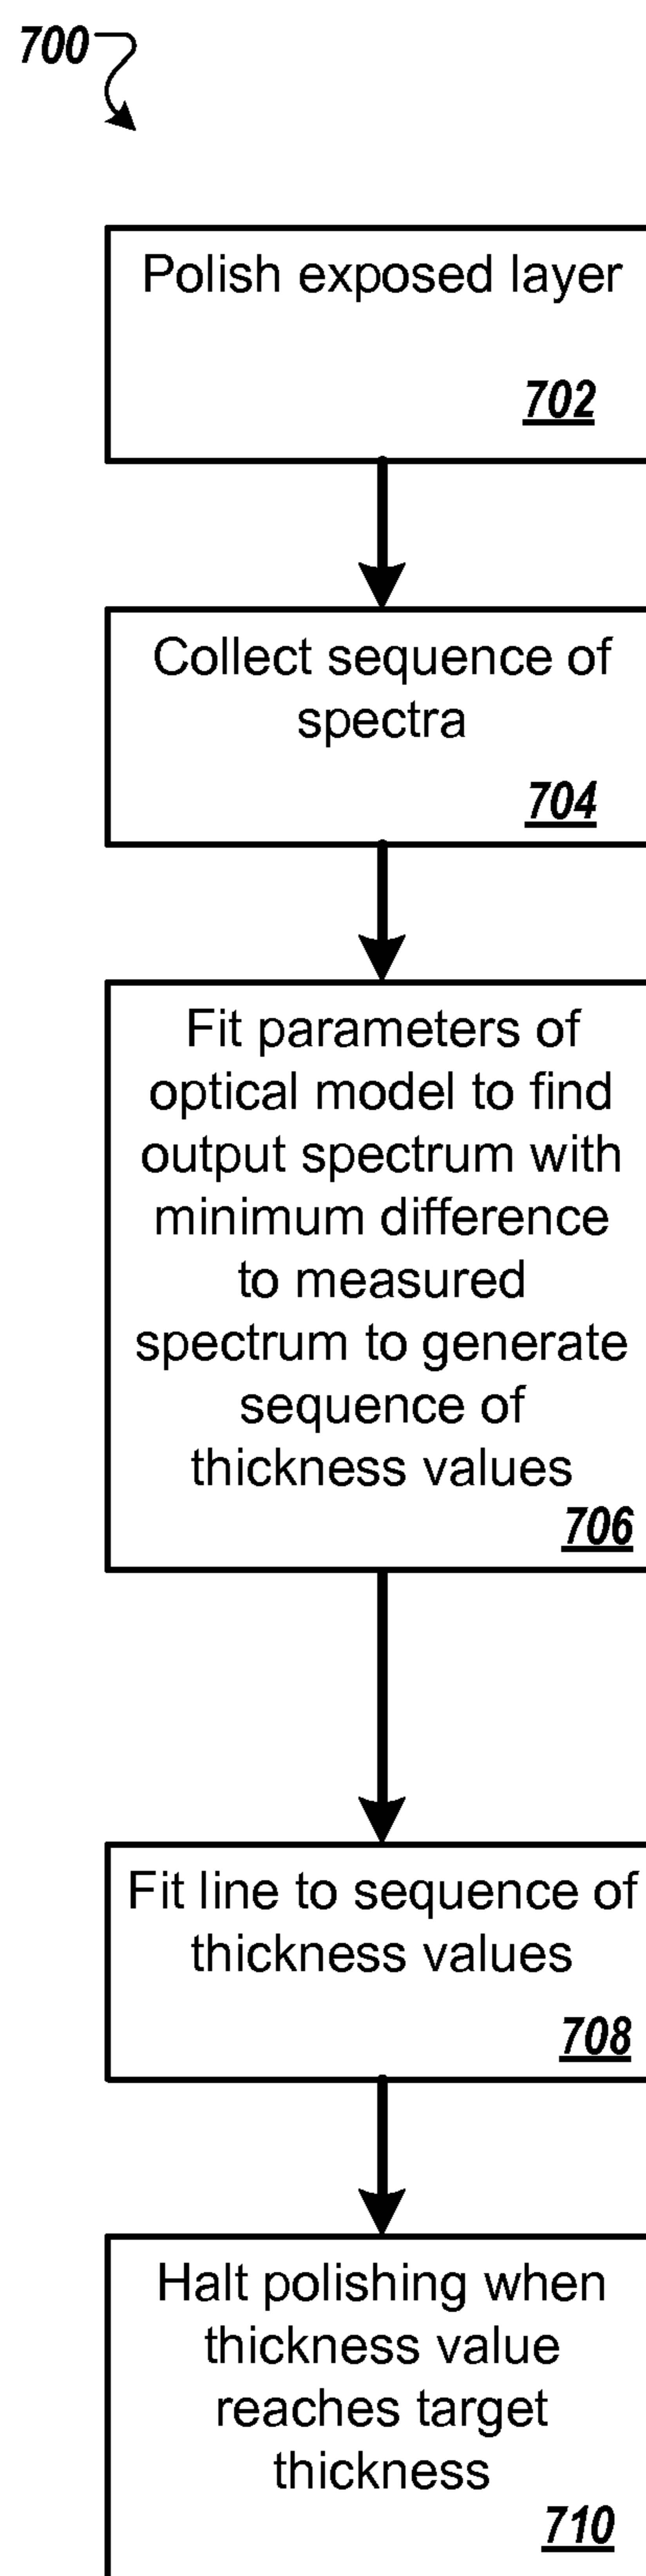 700
Polish exposed layer
702
Collect sequence of
spectra
704
Fit parameters of
optical model to find
output spectrum with
minimum difference
to measured
spectrum to generate
sequence of
thickness values
706
Fit line to sequence of
thickness values
708
Halt polishing when
thickness value
reaches target
thickness
710